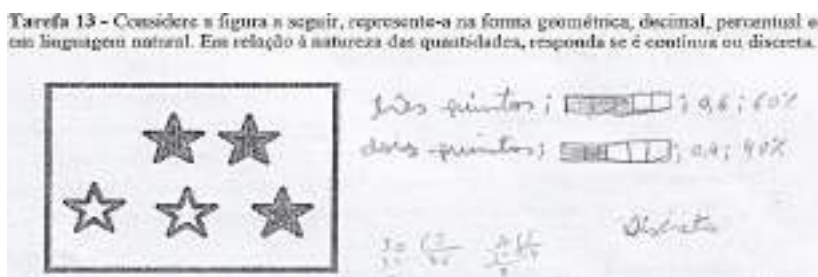 Tarefa 13 - Considere a figura a seguir, represente-a na forma geométrica, decimal, percentual e
em linguagem natural. Em relação à natureza das quantidades, responda se é contínua ou discreta.
três quintos; ; 0,6; 60%
dois quintos; ; 0,4; 40%
Discreta